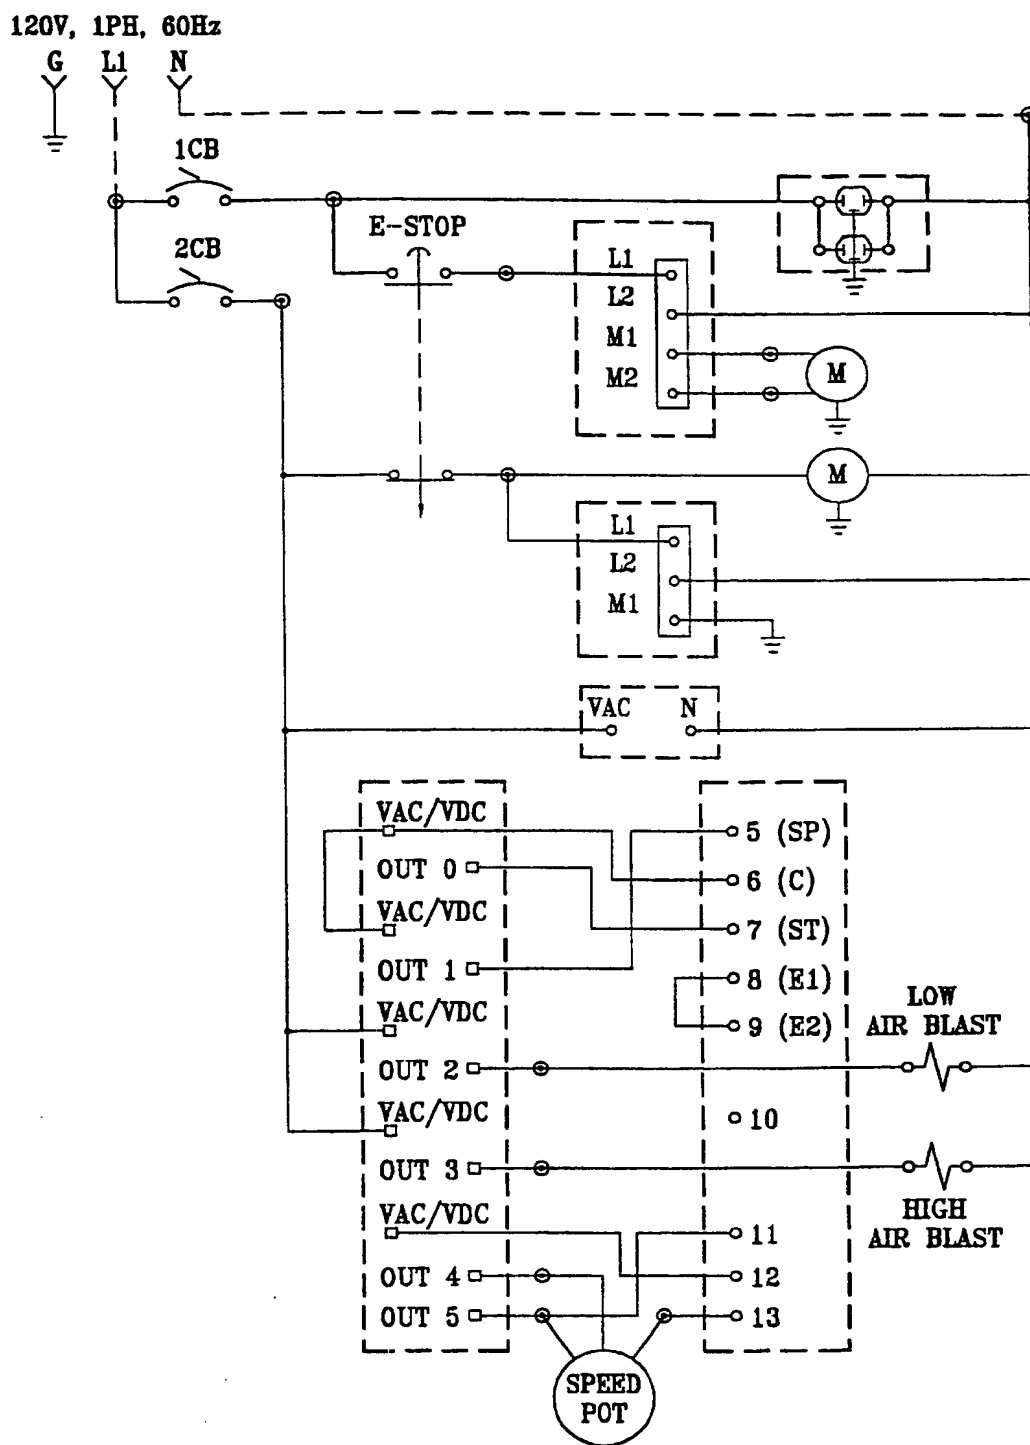 120V, 1PH, 60Hz
G L1 N
1CB
E-STOP
2CB
L1
L2
M1
M2
M
M
L1
L2
M1
VAC N
VAC/VDC
OUT 0
VAC/VDC
OUT 1
VAC/VDC
OUT 2
VAC/VDC
OUT 3
VAC/VDC
OUT 4
OUT 5
5 (SP)
6 (C)
7 (ST)
8 (E1)
9 (E2)
10
11
12
13
LOW
AIR BLAST
HIGH
AIR BLAST
SPEED
POT